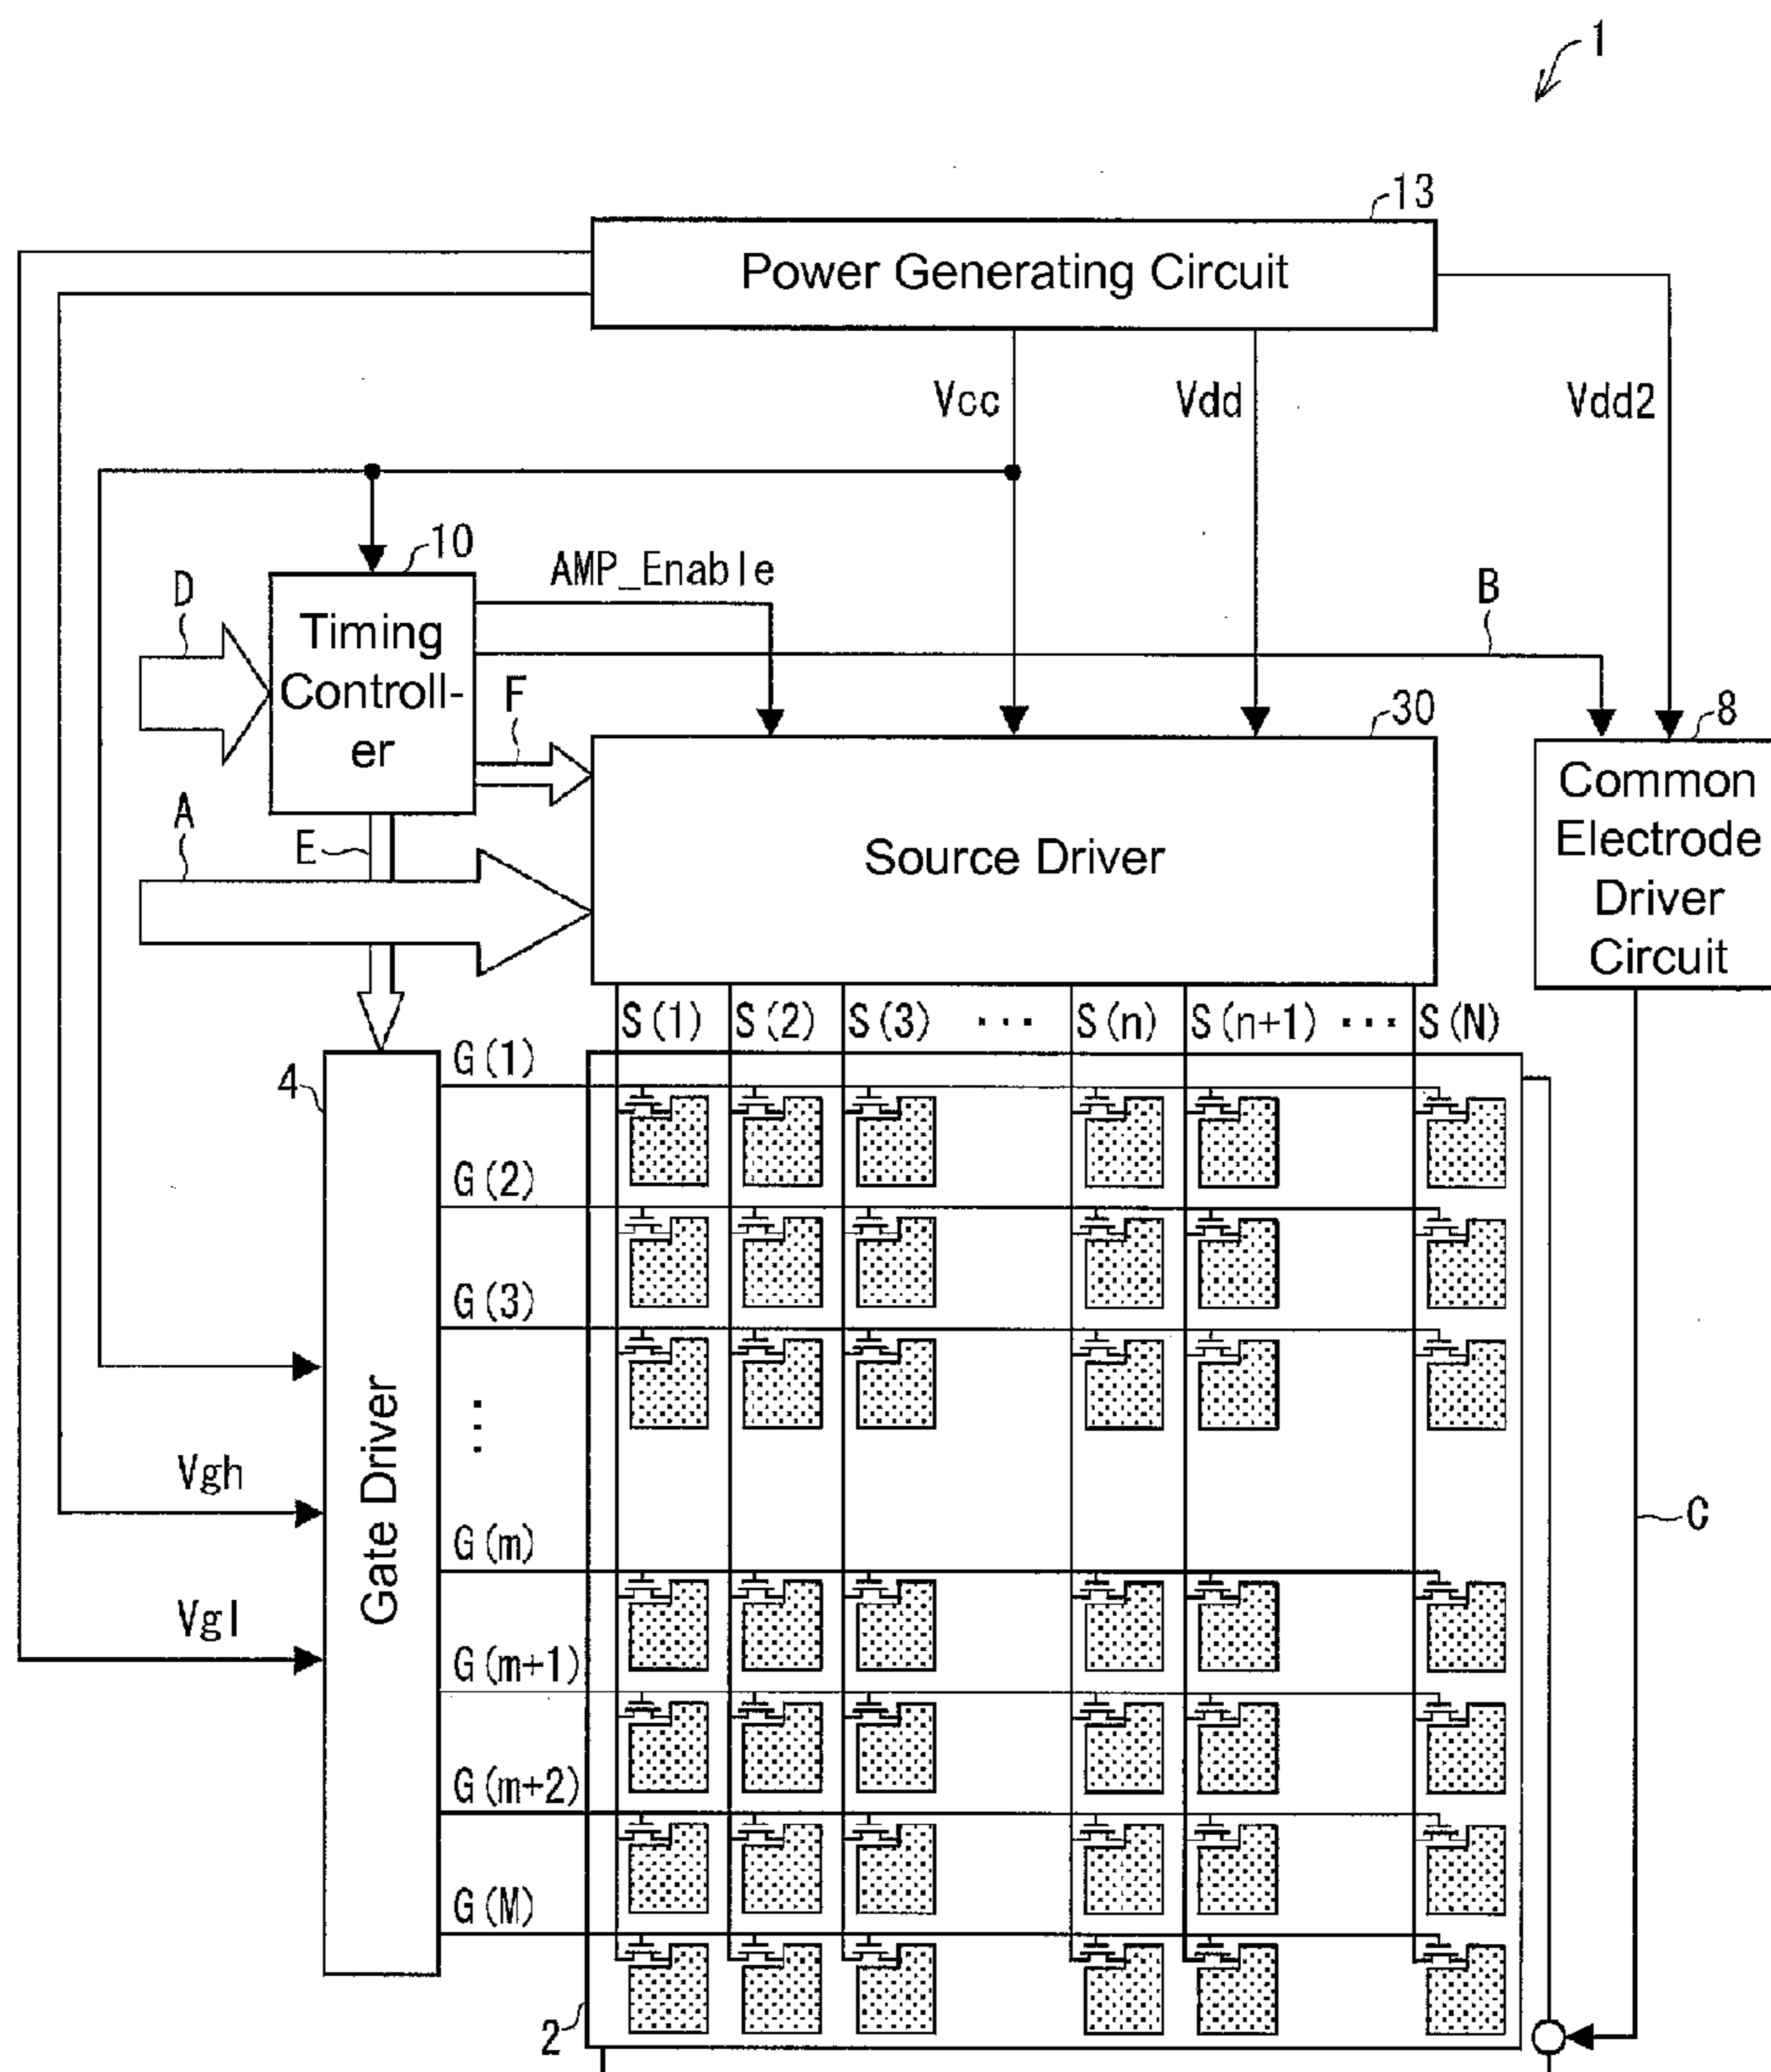 1
13
Power Generating Circuit
Vcc
Vdd
Vdd2
10
AMP_Enable
D
B
Timing
Controll-
er
F
30
8
A
E
Source Driver
Common
Electrode
Driver
Circuit
S(1) S(2) S(3) ... S(n) S(n+1) ... S(N)
4
G(1)
G(2)
G(3)
⋮
Gate Driver
Vgh
G(m)
C
Vgl
G(m+1)
G(m+2)
G(M)
2